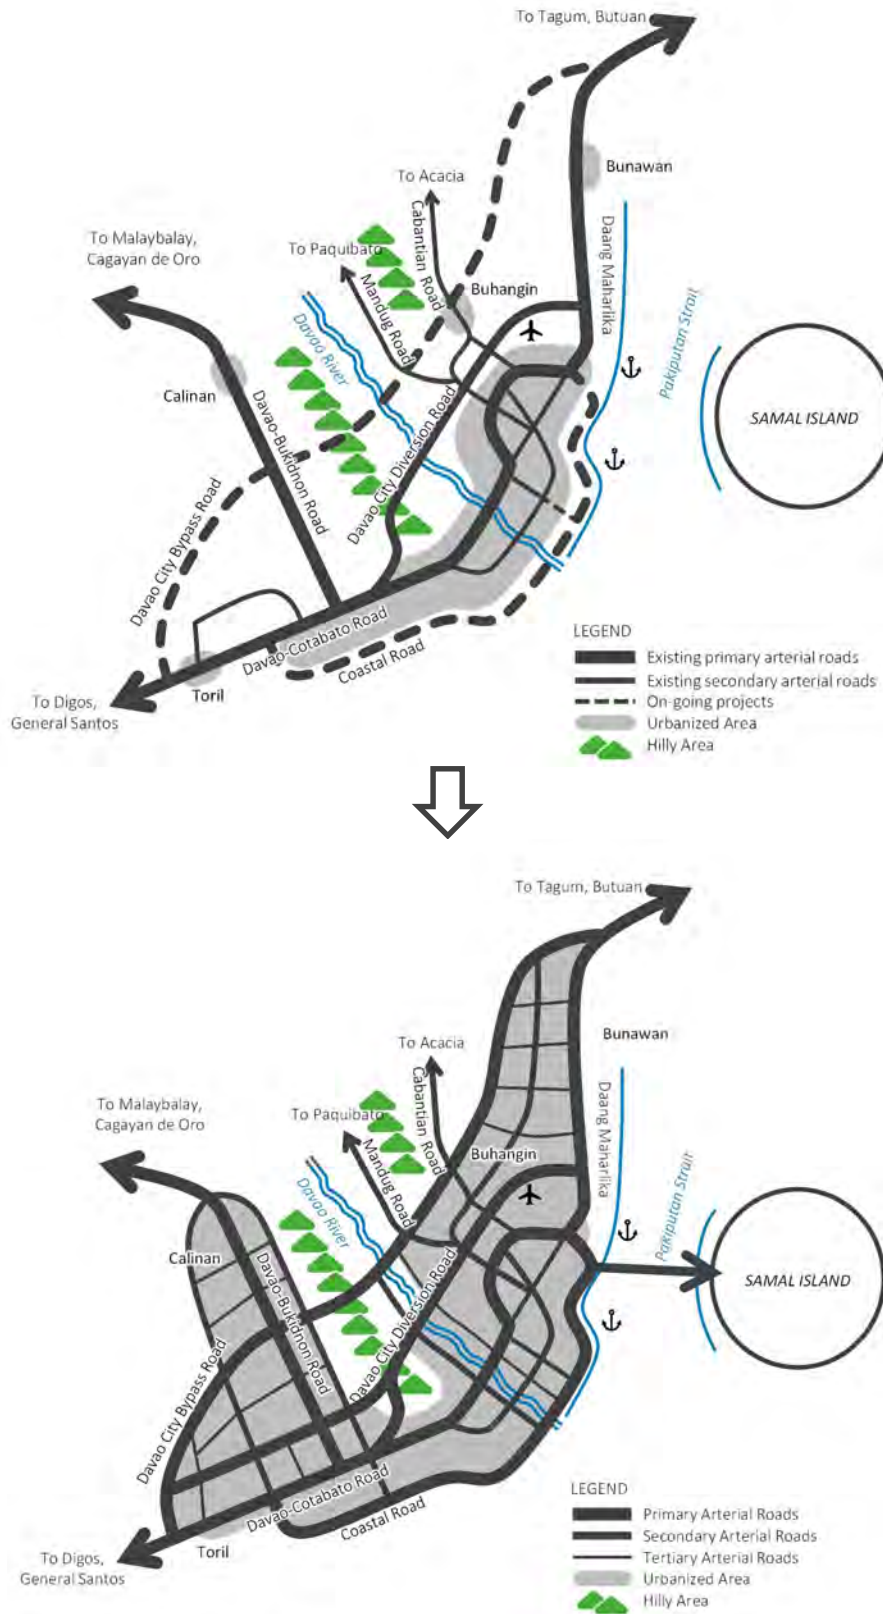 To Tagum, Butuan
Bunawan
To Acacia
Cabantian Road
To Malaybalay,
Cagayan de Oro
To Paquibato
Mandug Road
Buhangin
Daang Maharlika
Davao River
Pakiputan Strait
Calinan
SAMAL ISLAND
Davao-Bukidnon Road
Davao City Diversion Road
Davao City Bypass Road
Davao-Cotabato Road
Coastal Road
To Digos,
General Santos
Toril
LEGEND
Existing primary arterial roads
Existing secondary arterial roads
On-going projects
Urbanized Area
Hilly Area
To Tagum, Butuan
Bunawan
To Acacia
Cabantian Road
To Malaybalay,
Cagayan de Oro
To Paquibato
Mandug Road
Buhangin
Daang Maharlika
Davao River
Pakiputan Strait
Calinan
SAMAL ISLAND
Davao-Bukidnon Road
Davao City Diversion Road
Davao City Bypass Road
Davao-Cotabato Road
Coastal Road
To Digos,
General Santos
Toril
LEGEND
Primary Arterial Roads
Secondary Arterial Roads
Tertiary Arterial Roads
Urbanized Area
Hilly Area